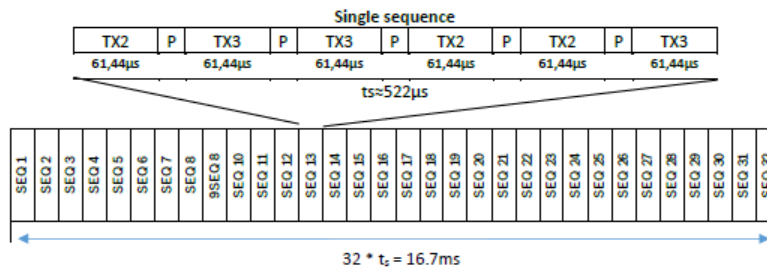 Single sequence
TX2 P TX3 P TX3 P TX2 P TX2 P TX3
61,44µs 61,44µs 61,44µs 61,44µs 61,44µs 61,44µs
ts≈522µs
SEQ 1
SEQ 2
SEQ 3
SEQ 4
SEQ 5
SEQ 6
SEQ 7
SEQ 8
9SEQ 8
SEQ 10
SEQ 11
SEQ 12
SEQ 13
SEQ 14
SEQ 15
SEQ 16
SEQ 17
SEQ 18
SEQ 19
SEQ 20
SEQ 21
SEQ 22
SEQ 23
SEQ 24
SEQ 25
SEQ 26
SEQ 27
SEQ 28
SEQ 29
SEQ 30
SEQ 31
SEQ 32
32 * ts = 16.7ms